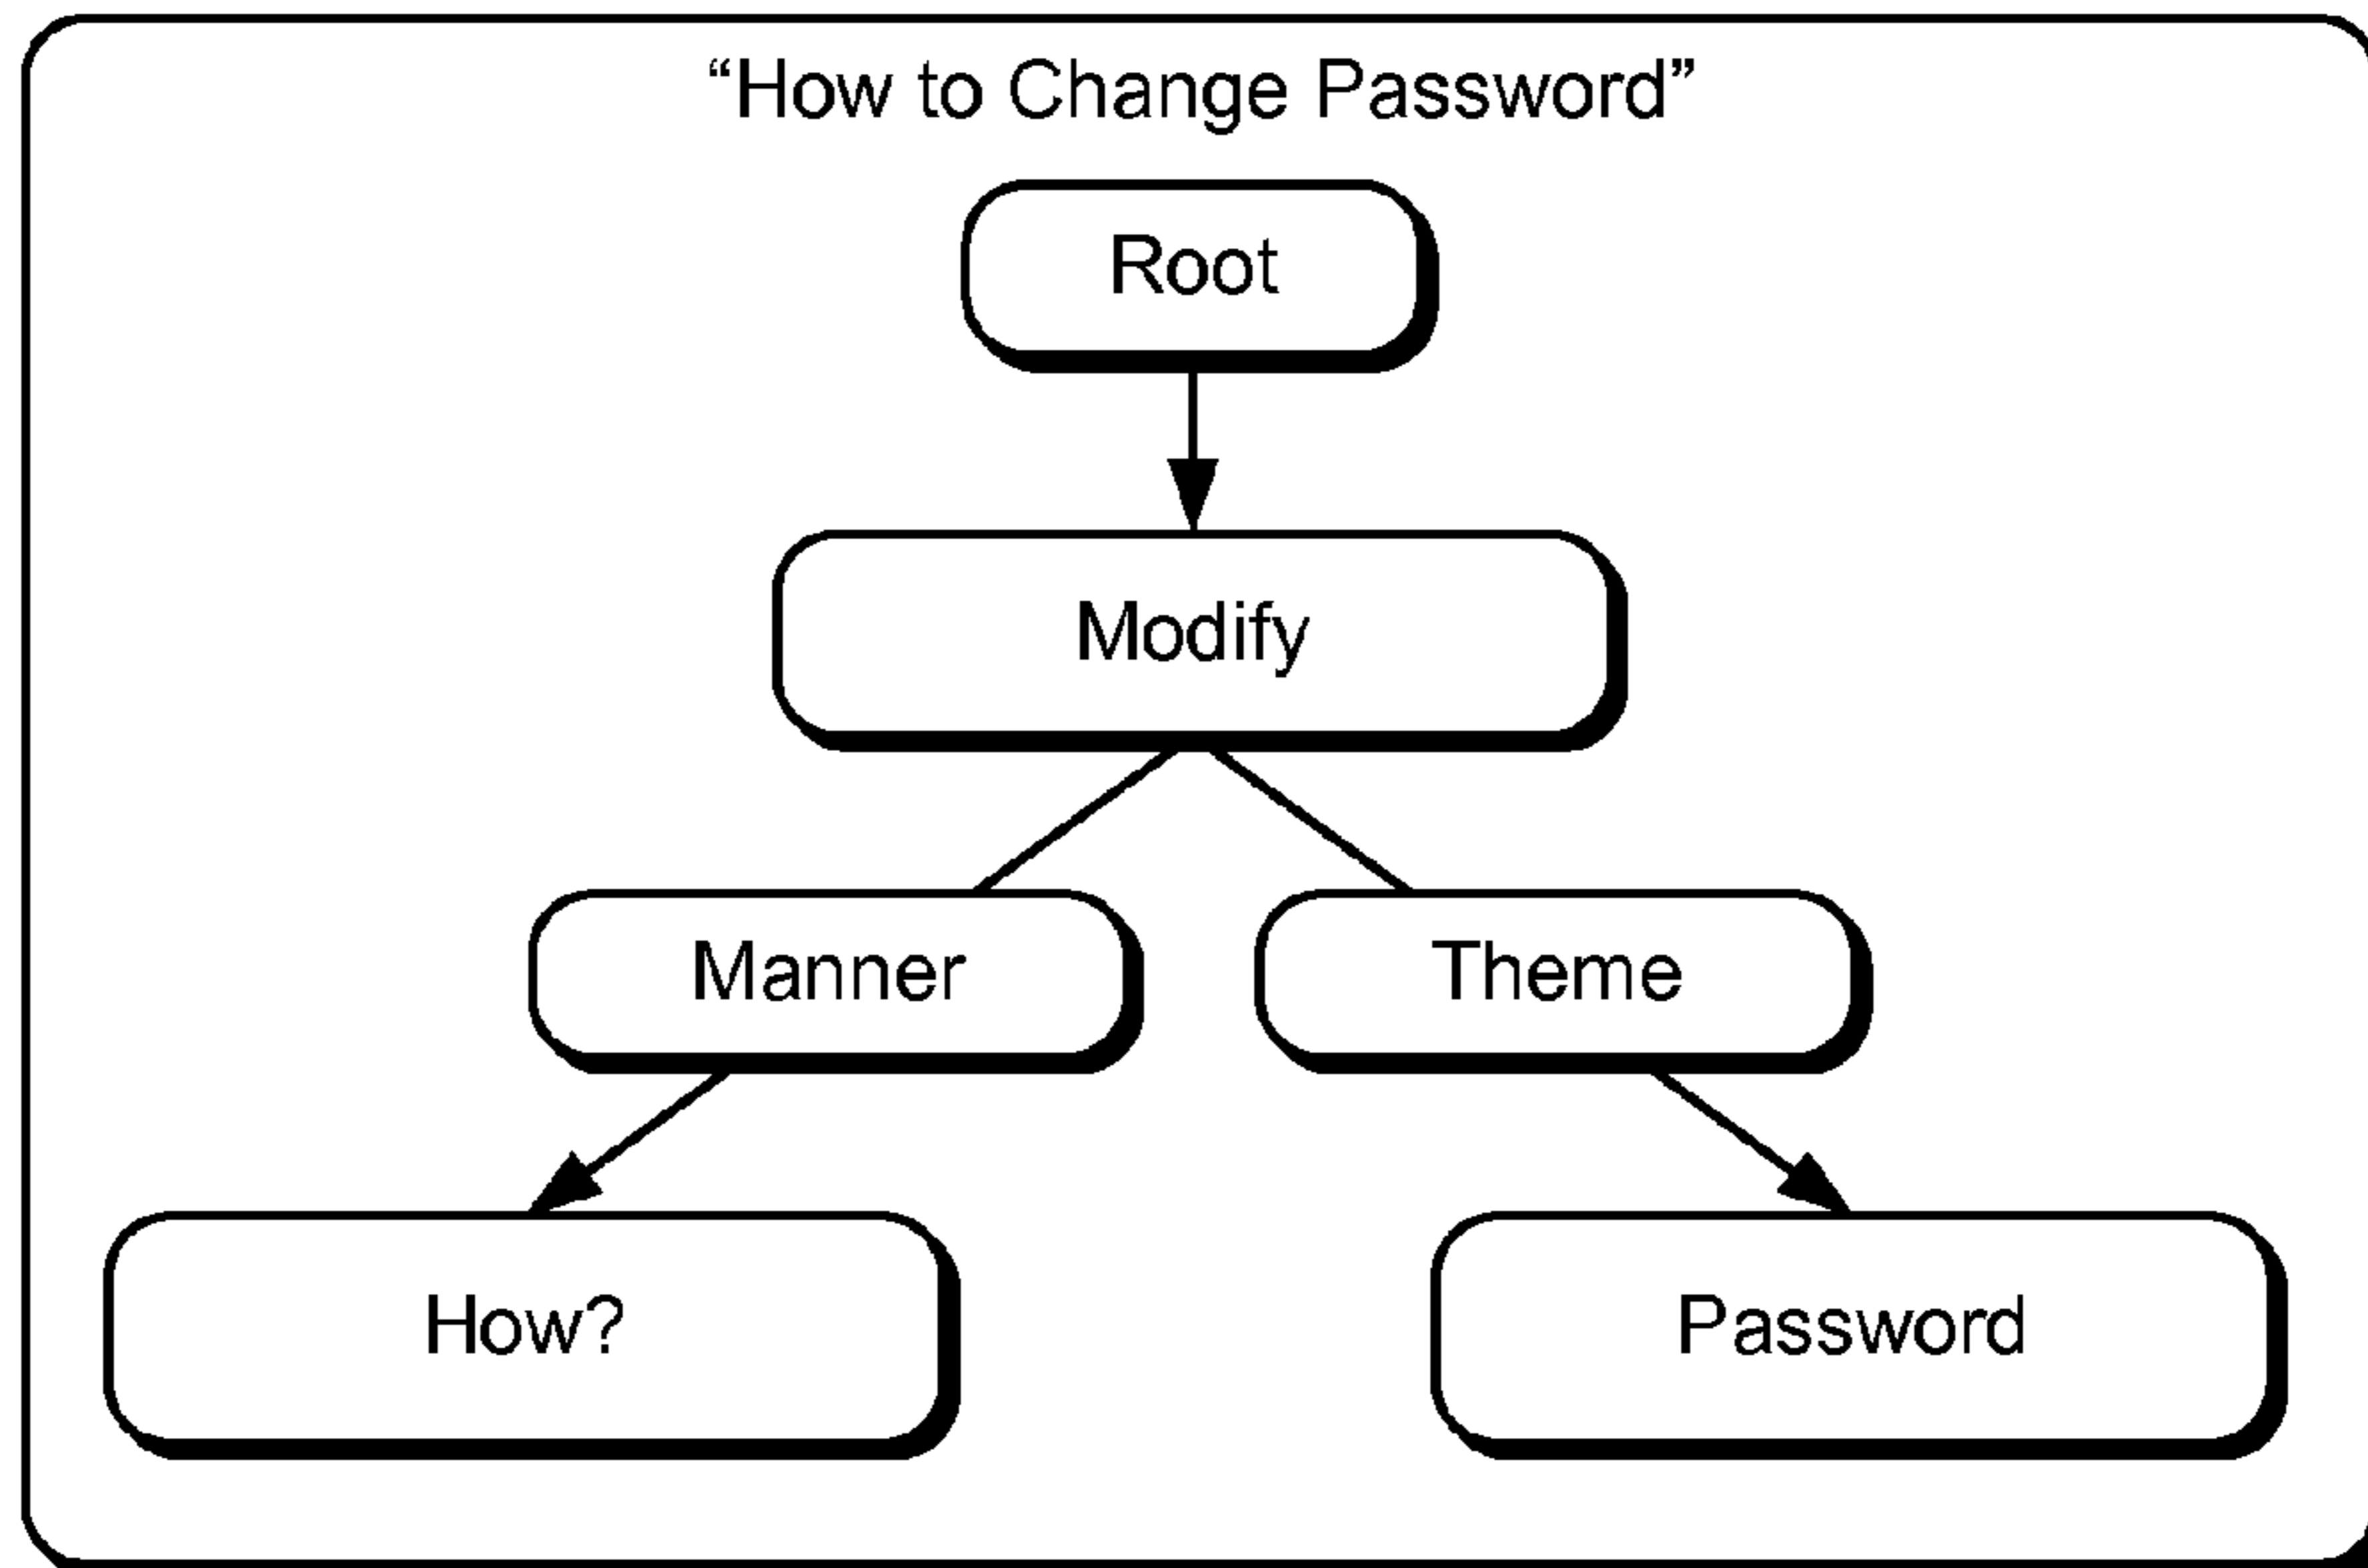 “How to Change Password”
Root
Modify
Manner
Theme
How?
Password